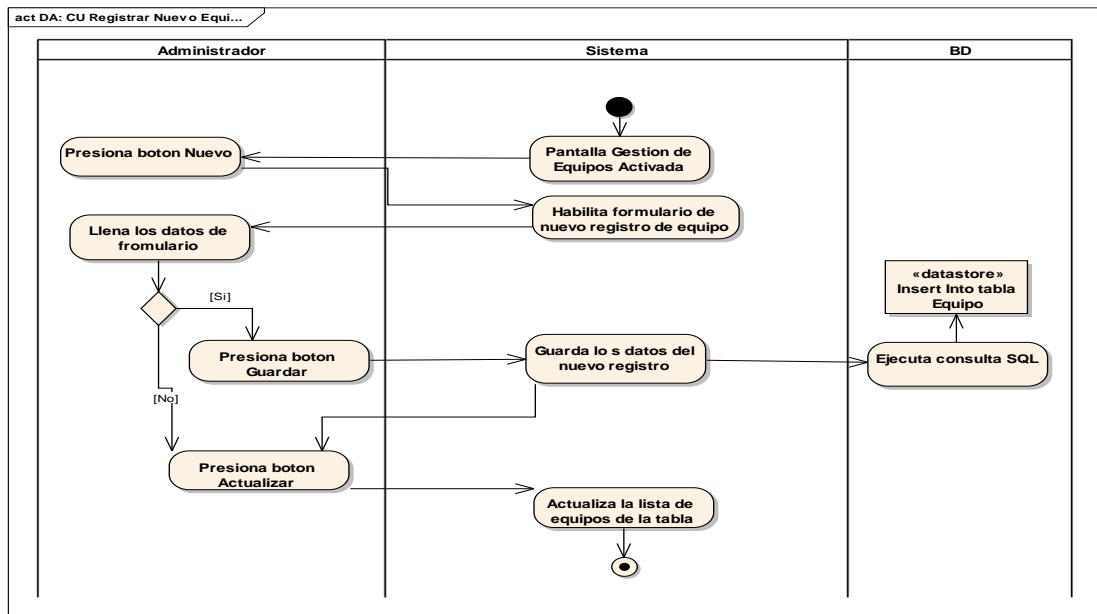 act DA: CU Registrar Nuevo Equi...
Administrador
Sistema
BD
Presiona boton Nuevo
Pantalla Gestion de
Equipos Activada
Habilita formulario de
nuevo registro de equipo
Llena los datos de
fromulario
«datastore»
Insert Into tabla
Equipo
[Si]
Presiona boton
Guardar
Guarda lo s datos del
nuevo registro
Ejecuta consulta SQL
[No]
Presiona boton
Actualizar
Actualiza la lista de
equipos de la tabla